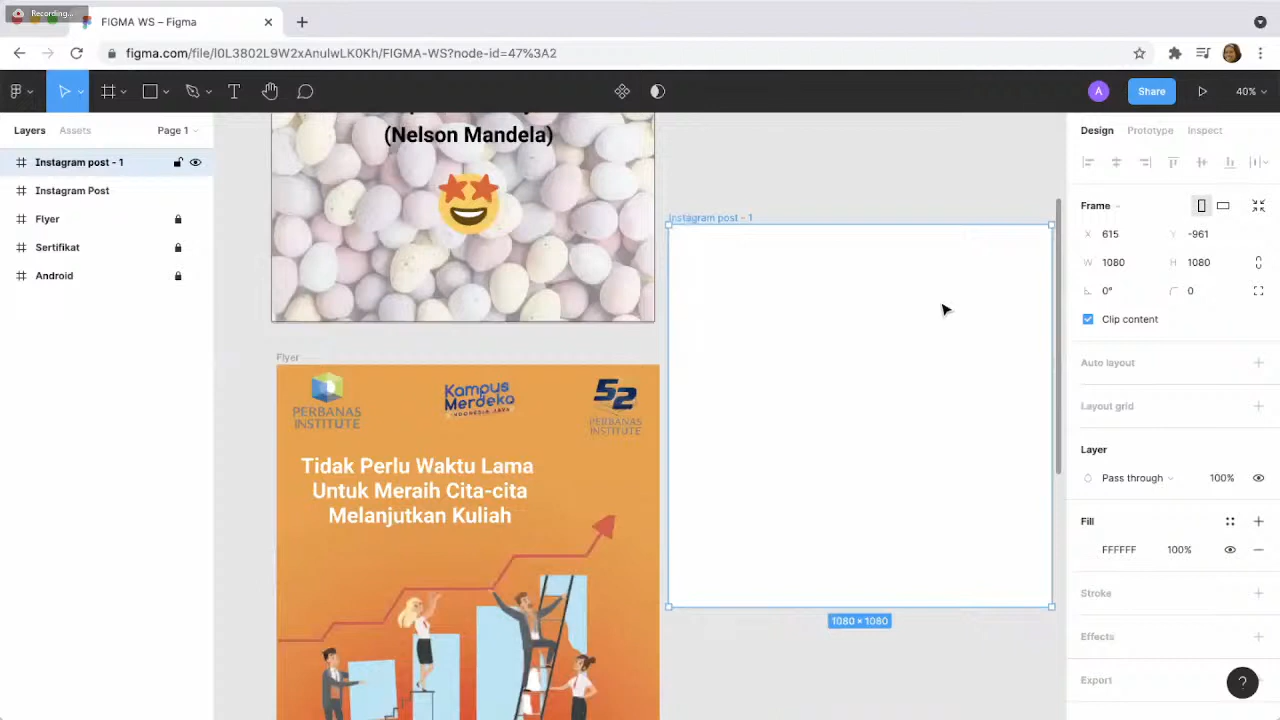 Recording...
FIGMA WS – Figma
figma.com/file/l0L38O2L9W2xAnulwLK0Kh/FIGMA-WS?node-id=47%3A2
A
Share
40%
Layers
Assets
Page 1
Instagram post - 1
Instagram Post
Flyer
Sertifikat
Android
(Nelson Mandela)
Flyer
PERBANAS
INSTITUTE
Kampus
Merdeka
INDONESIA JAYA
52
PERBANAS
INSTITUTE
Tidak Perlu Waktu Lama
Untuk Meraih Cita-cita
Melanjutkan Kuliah
Instagram post - 1
1080 × 1080
Design
Prototype
Inspect
Frame
X 615
Y -961
W 1080
H 1080
0°
0
Clip content
Auto layout
Layout grid
Layer
Pass through
100%
Fill
FFFFFF
100%
Stroke
Effects
Export
?